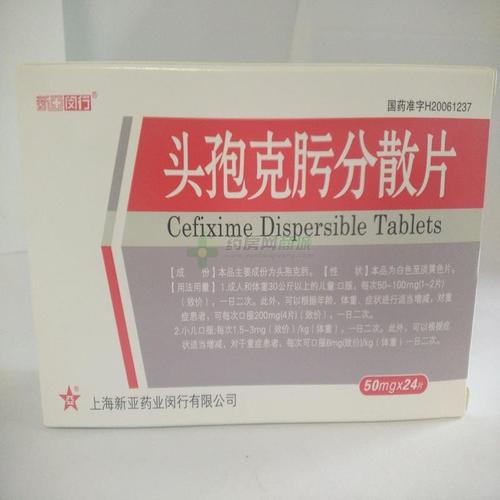 新亚闵行®
国药准字H20061237
头孢克肟分散片
Cefixime Dispersible Tablets
药房网商城
【成 份】本品主要成份为头孢克肟。【性 状】本品为白色至淡黄色片。
【用法用量】1.成人和体重30公斤以上的儿童:口服,每次50~100mg(1~2片)
(效价),一日二次。此外,可以根据年龄、体重、症状进行适当增减,对重
症患者,可每次口服200mg(4片)(效价),一日二次。
2.小儿口服:每次1.5~3mg(效价)/kg(体重),一日二次。此外,可以根据症
状适当增减,对于重症患者,每次可口服6mg(效价)/kg(体重)一日二次。
50mg×24片
上海新亚药业闵行有限公司